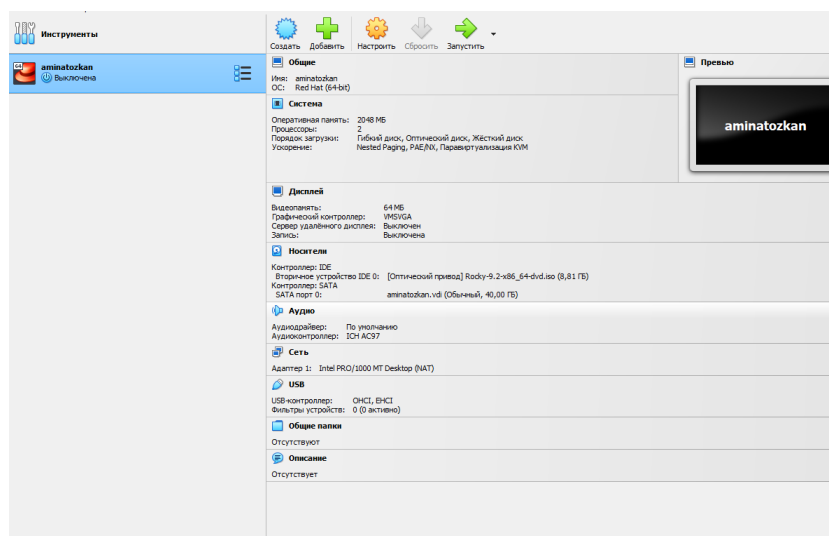 Инструменты
Создать Добавить Настроить Сбросить Запустить
64
aminatozkan
Выключена
Общие
Имя: aminatozkan
ОС: Red Hat (64-bit)
Превью
aminatozkan
Система
Оперативная память: 2048 МБ
Процессоры: 2
Порядок загрузки: Гибкий диск, Оптический диск, Жёсткий диск
Ускорение: Nested Paging, PAE/NX, Паравиртуализация KVM
Дисплей
Видеопамять: 64 МБ
Графический контроллер: VMSVGA
Сервер удалённого дисплея: Выключен
Запись: Выключена
Носители
Контроллер: IDE
Вторичное устройство IDE 0: [Оптический привод] Rocky-9.2-x86_64-dvd.iso (8,81 ГБ)
Контроллер: SATA
SATA порт 0: aminatozkan.vdi (Обычный, 40,00 ГБ)
Аудио
Аудиодрайвер: По умолчанию
Аудиоконтроллер: ICH AC97
Сеть
Адаптер 1: Intel PRO/1000 MT Desktop (NAT)
USB
USB-контроллер: OHCI, EHCI
Фильтры устройств: 0 (0 активно)
Общие папки
Отсутствуют
Описание
Отсутствует